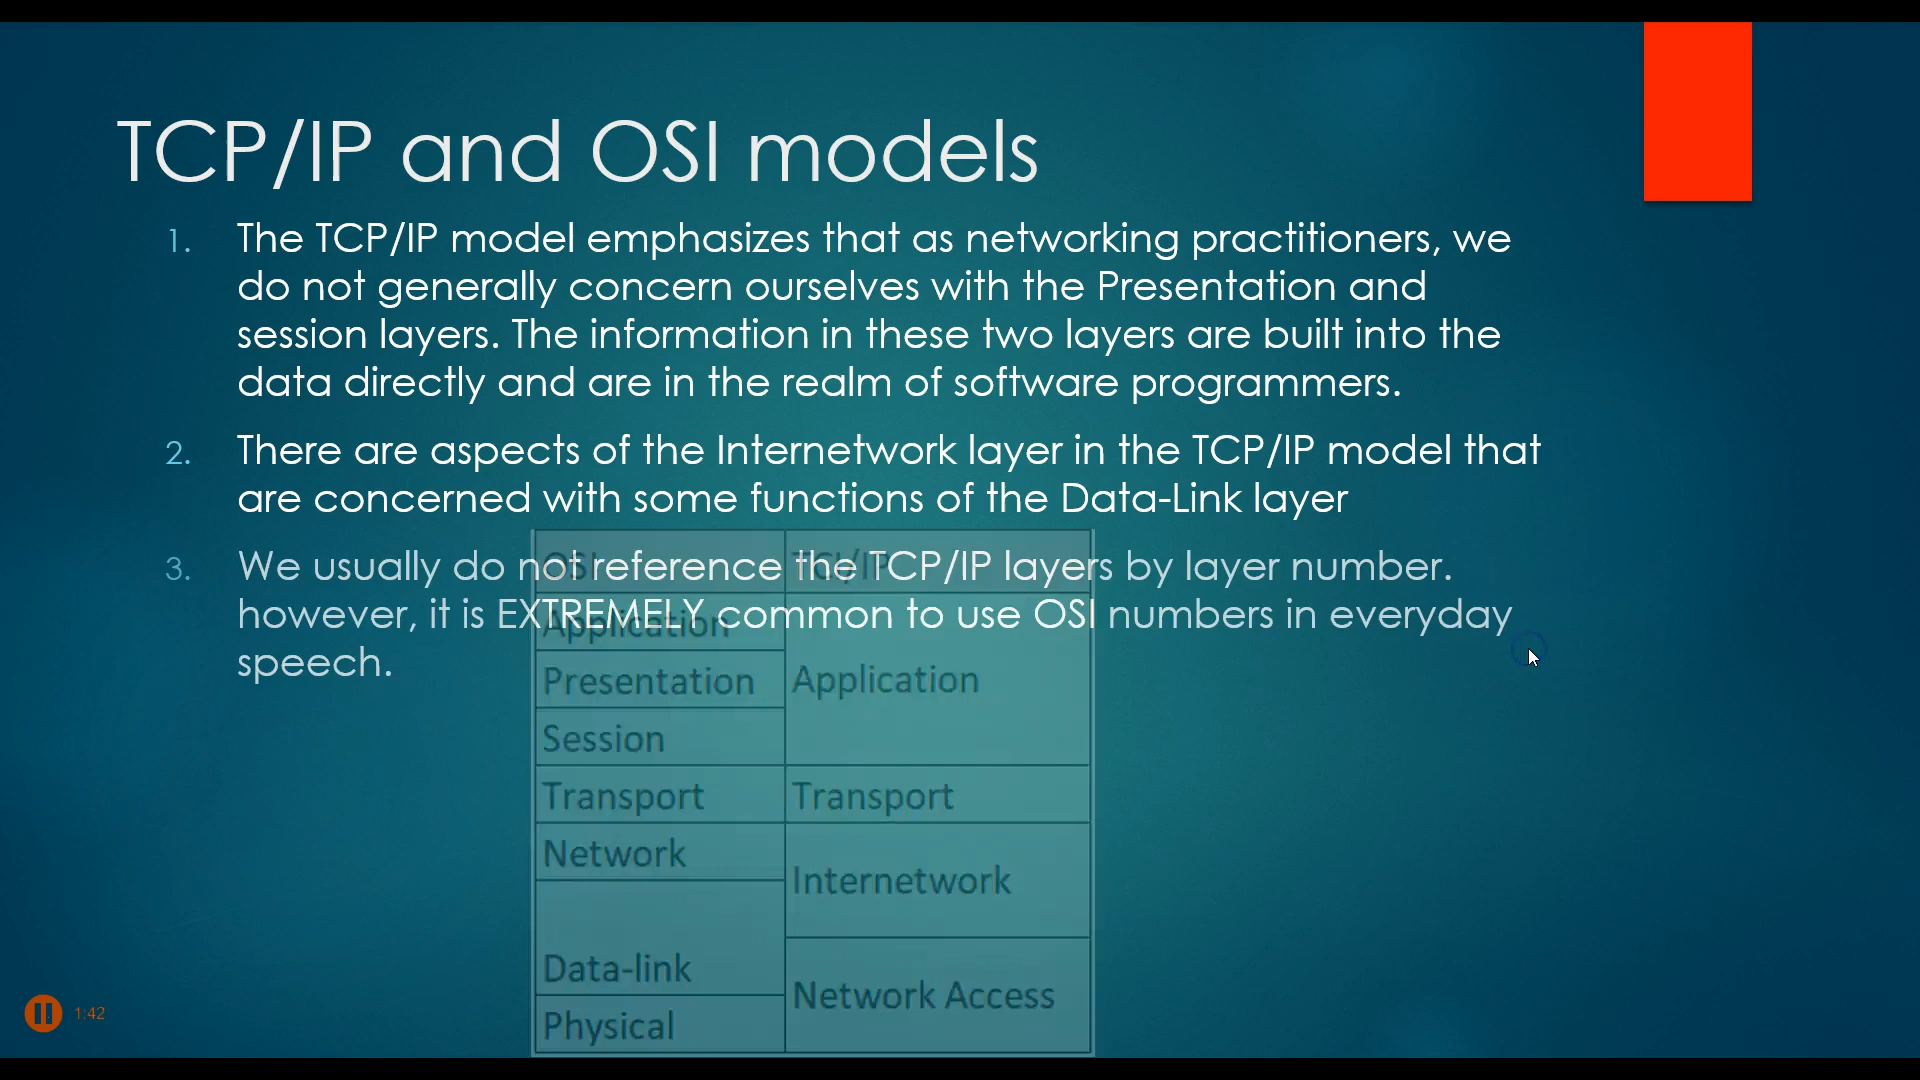 TCP/IP and OSI models
1. The TCP/IP model emphasizes that as networking practitioners, we
do not generally concern ourselves with the Presentation and
session layers. The information in these two layers are built into the
data directly and are in the realm of software programmers.
2. There are aspects of the Internetwork layer in the TCP/IP model that
are concerned with some functions of the Data-Link layer
3. We usually do not reference the TCP/IP layers by layer number.
however, it is EXTREMELY common to use OSI numbers in everyday
speech.
OSI TCI/IP
Application
Presentation Application
Session
Transport Transport
Network
Internetwork
Data-link
Network Access
Physical
1:42